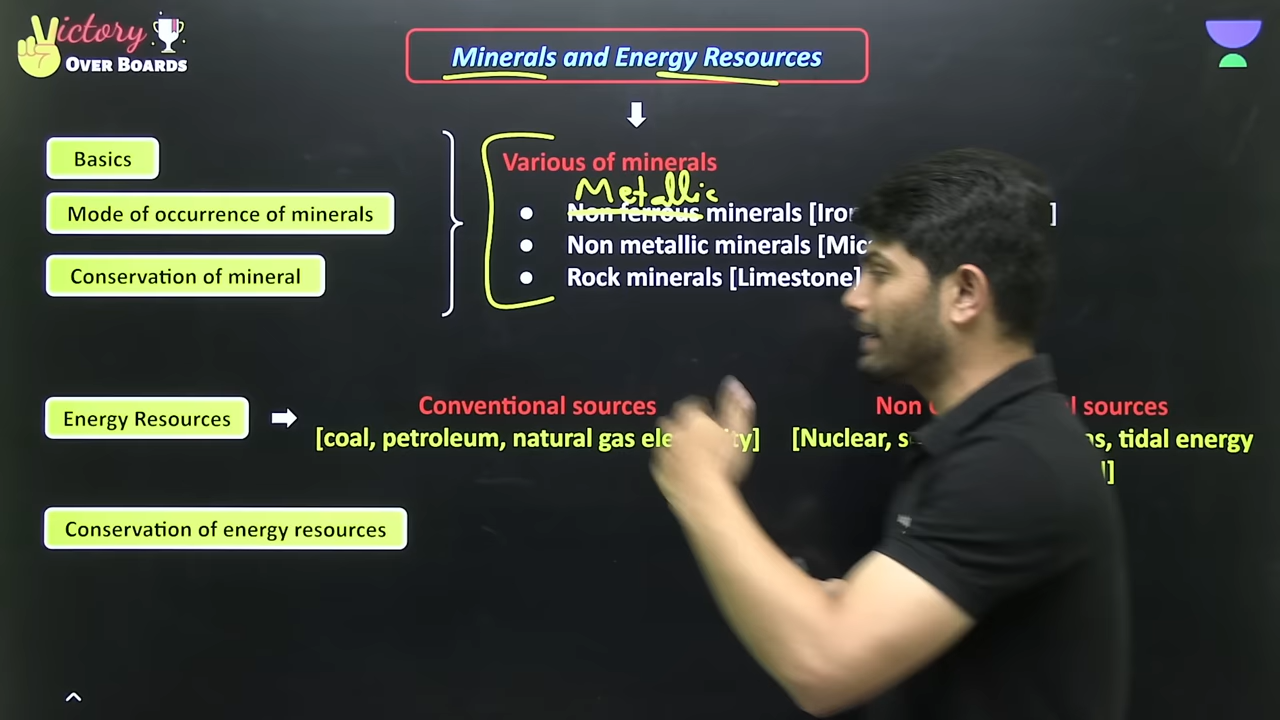 Victory
OVER BOARDS
Minerals and Energy Resources
Basics
Mode of occurrence of minerals
Conservation of mineral
Various of minerals
Metallic
Non ferrous minerals [Iron ]
Non metallic minerals [Mica
Rock minerals [Limestone]
Energy Resources
Conventional sources
[coal, petroleum, natural gas electricity]
Non sources
[Nuclear, tidal energy
Conservation of energy resources